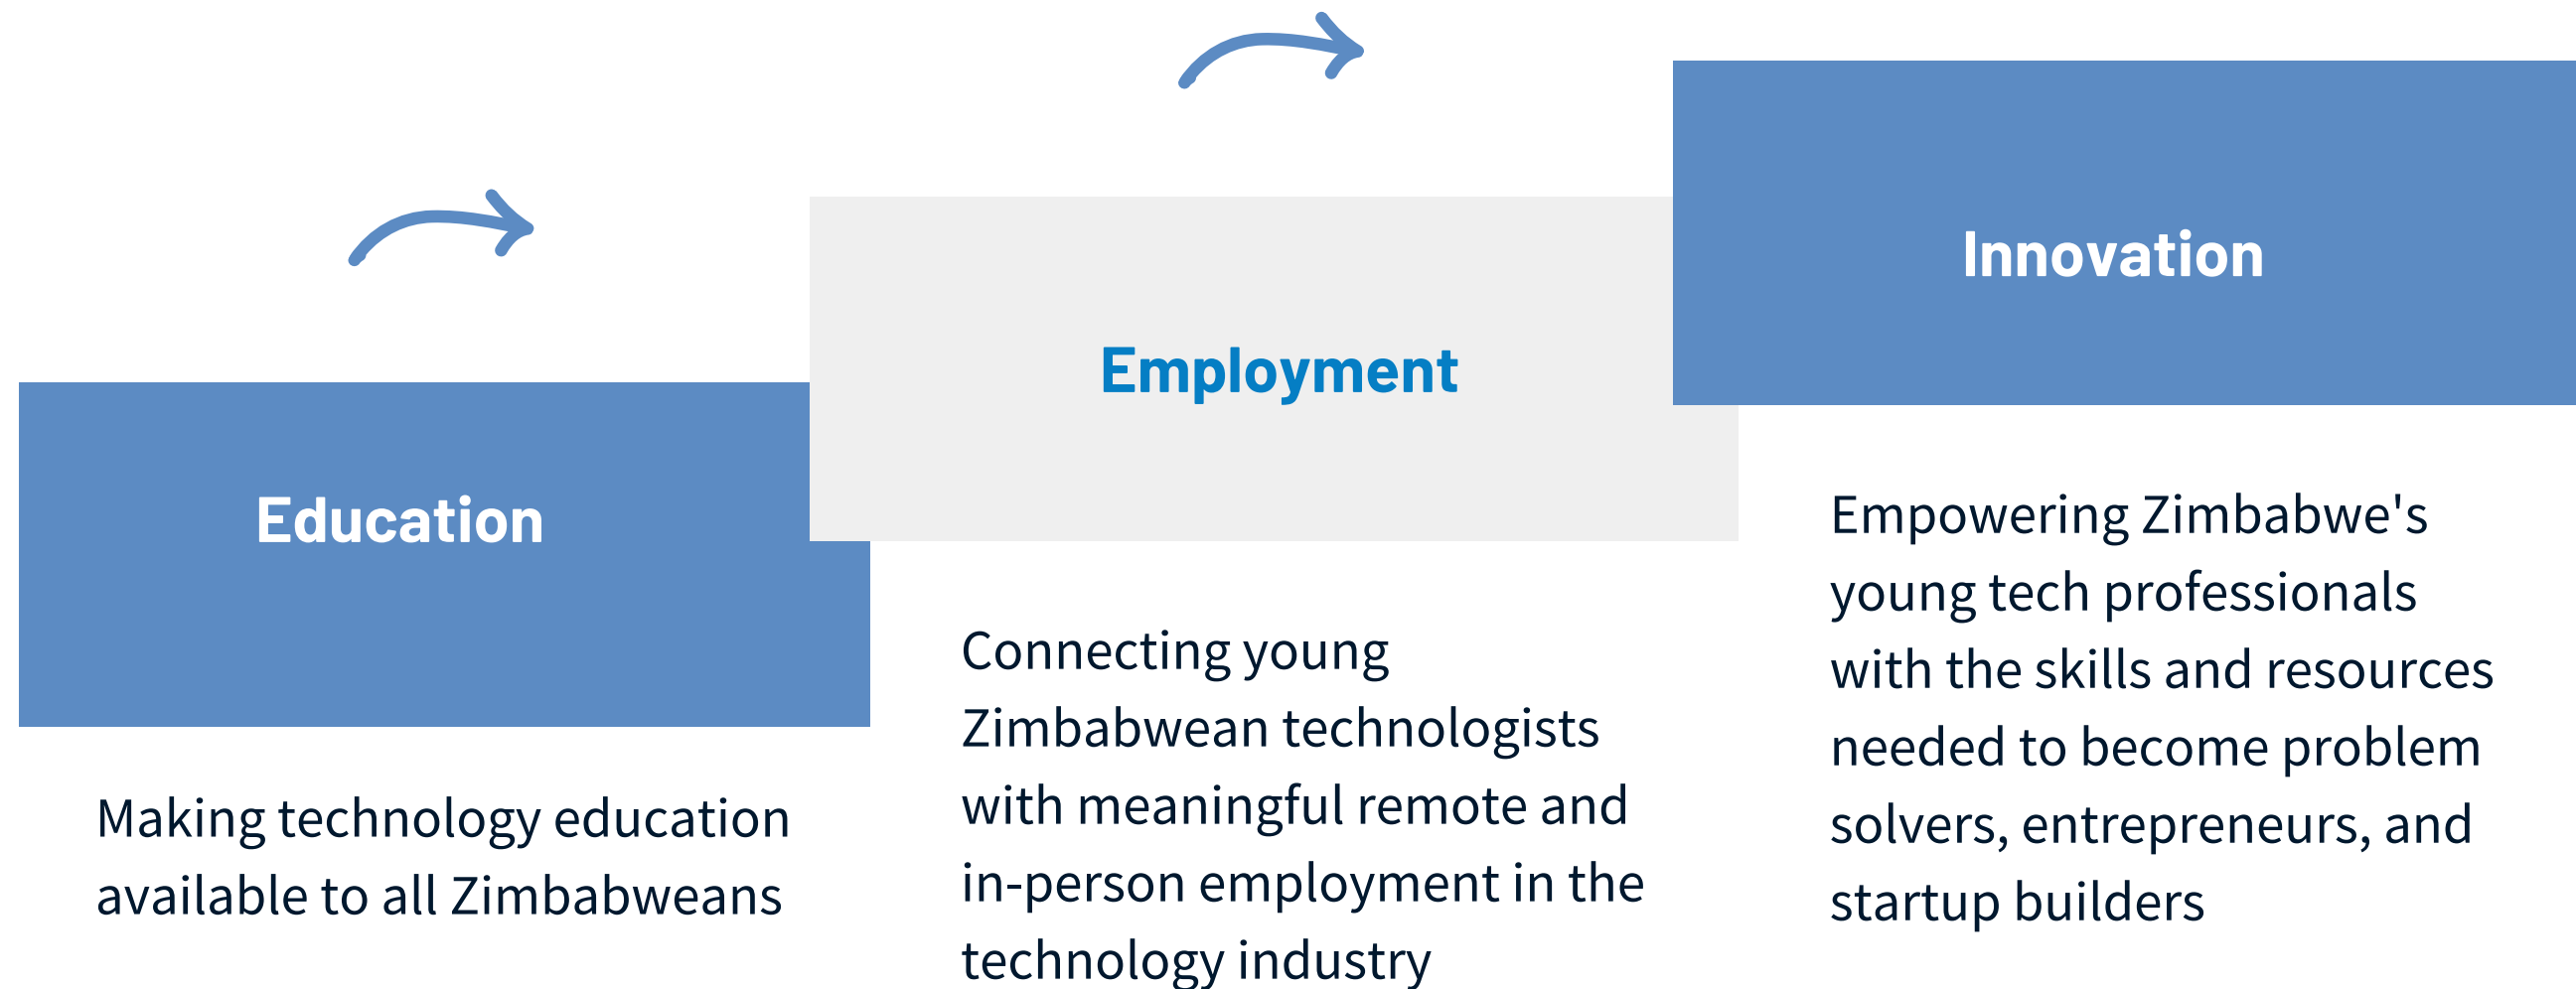 Education
Making technology education
available to all Zimbabweans
Employment
Connecting young
Zimbabwean technologists
with meaningful remote and
in-person employment in the
technology industry
Innovation
Empowering Zimbabwe's
young tech professionals
with the skills and resources
needed to become problem
solvers, entrepreneurs, and
startup builders